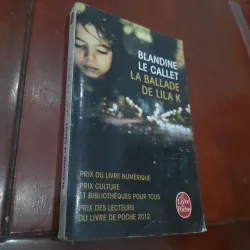 BLANDINE
LE CALLET
LA BALLADE
DE LILA K
PRIX DU LIVRE NUMÉRIQUE
PRIX CULTURE
ET BIBLIOTHÈQUES POUR TOUS
PRIX DES LECTEURS
DU LIVRE DE POCHE 2012
Le Livre
de Poche